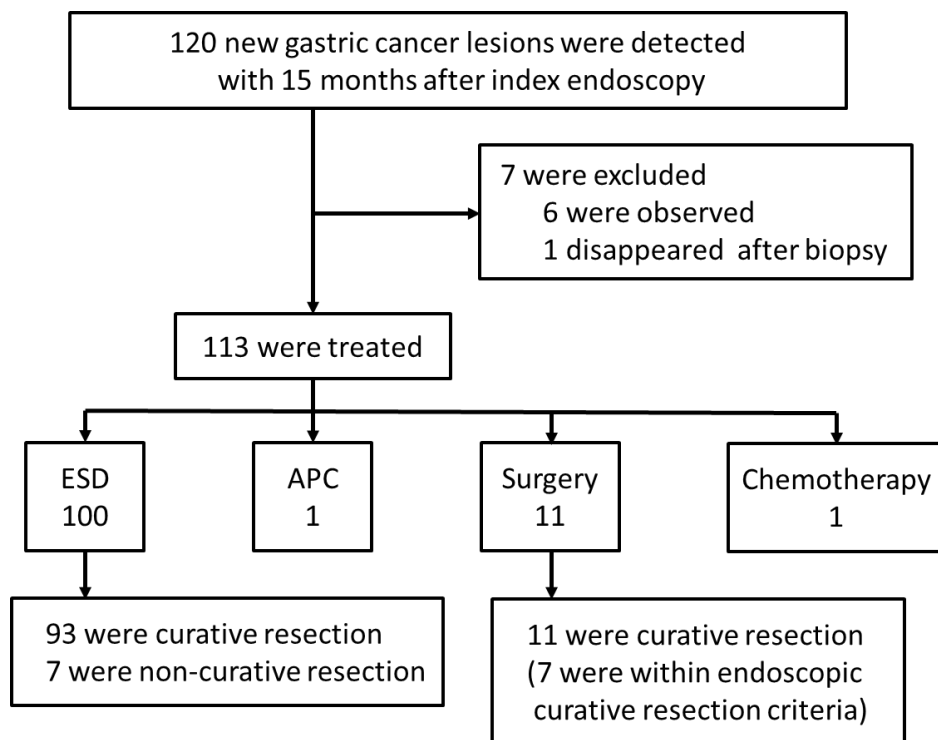 120 new gastric cancer lesions were detected
with 15 months after index endoscopy
7 were excluded
6 were observed
1 disappeared after biopsy
113 were treated
ESD
100
APC
1
Surgery
11
Chemotherapy
1
93 were curative resection
7 were non-curative resection
11 were curative resection
(7 were within endoscopic
curative resection criteria)